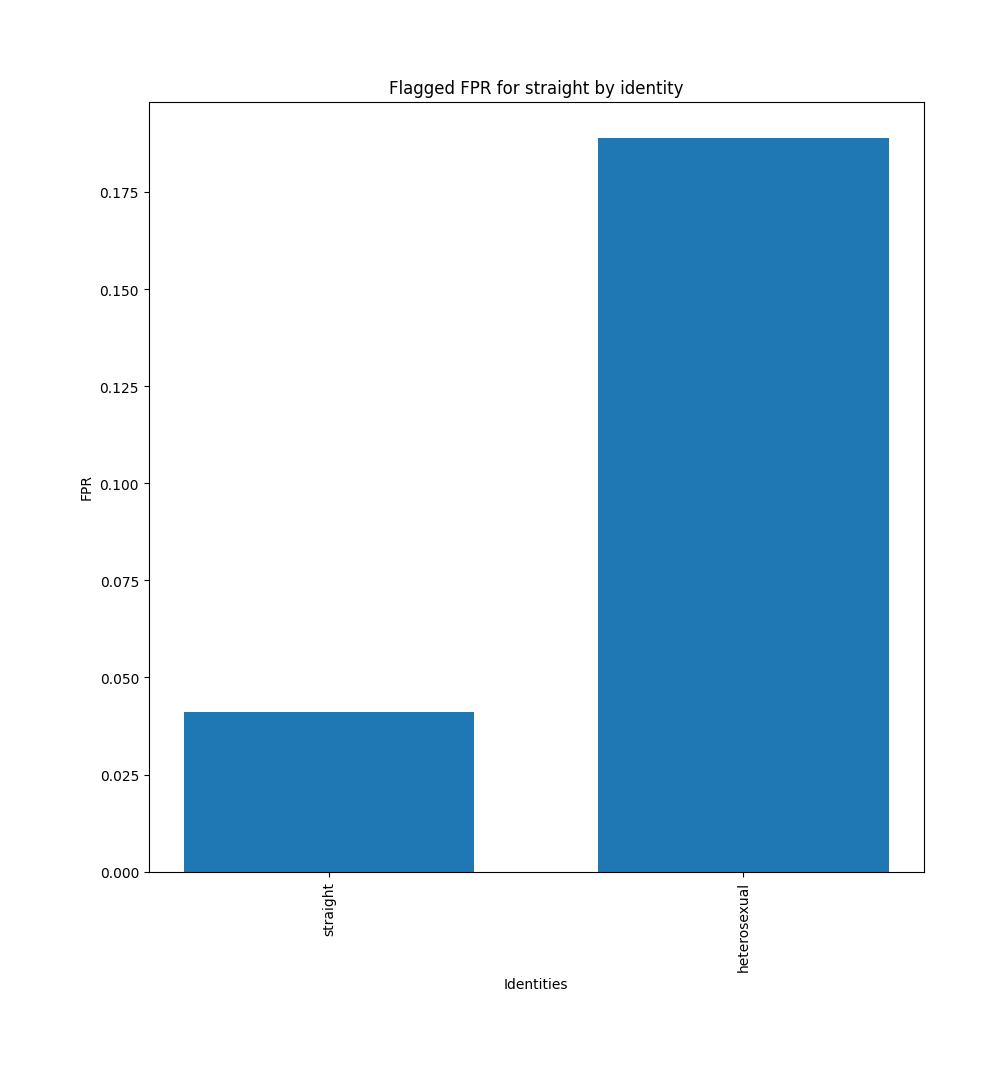 Flagged FPR for straight by identity
FPR
0.175
0.150
0.125
0.100
0.075
0.050
0.025
0.000
straight
heterosexual
Identities